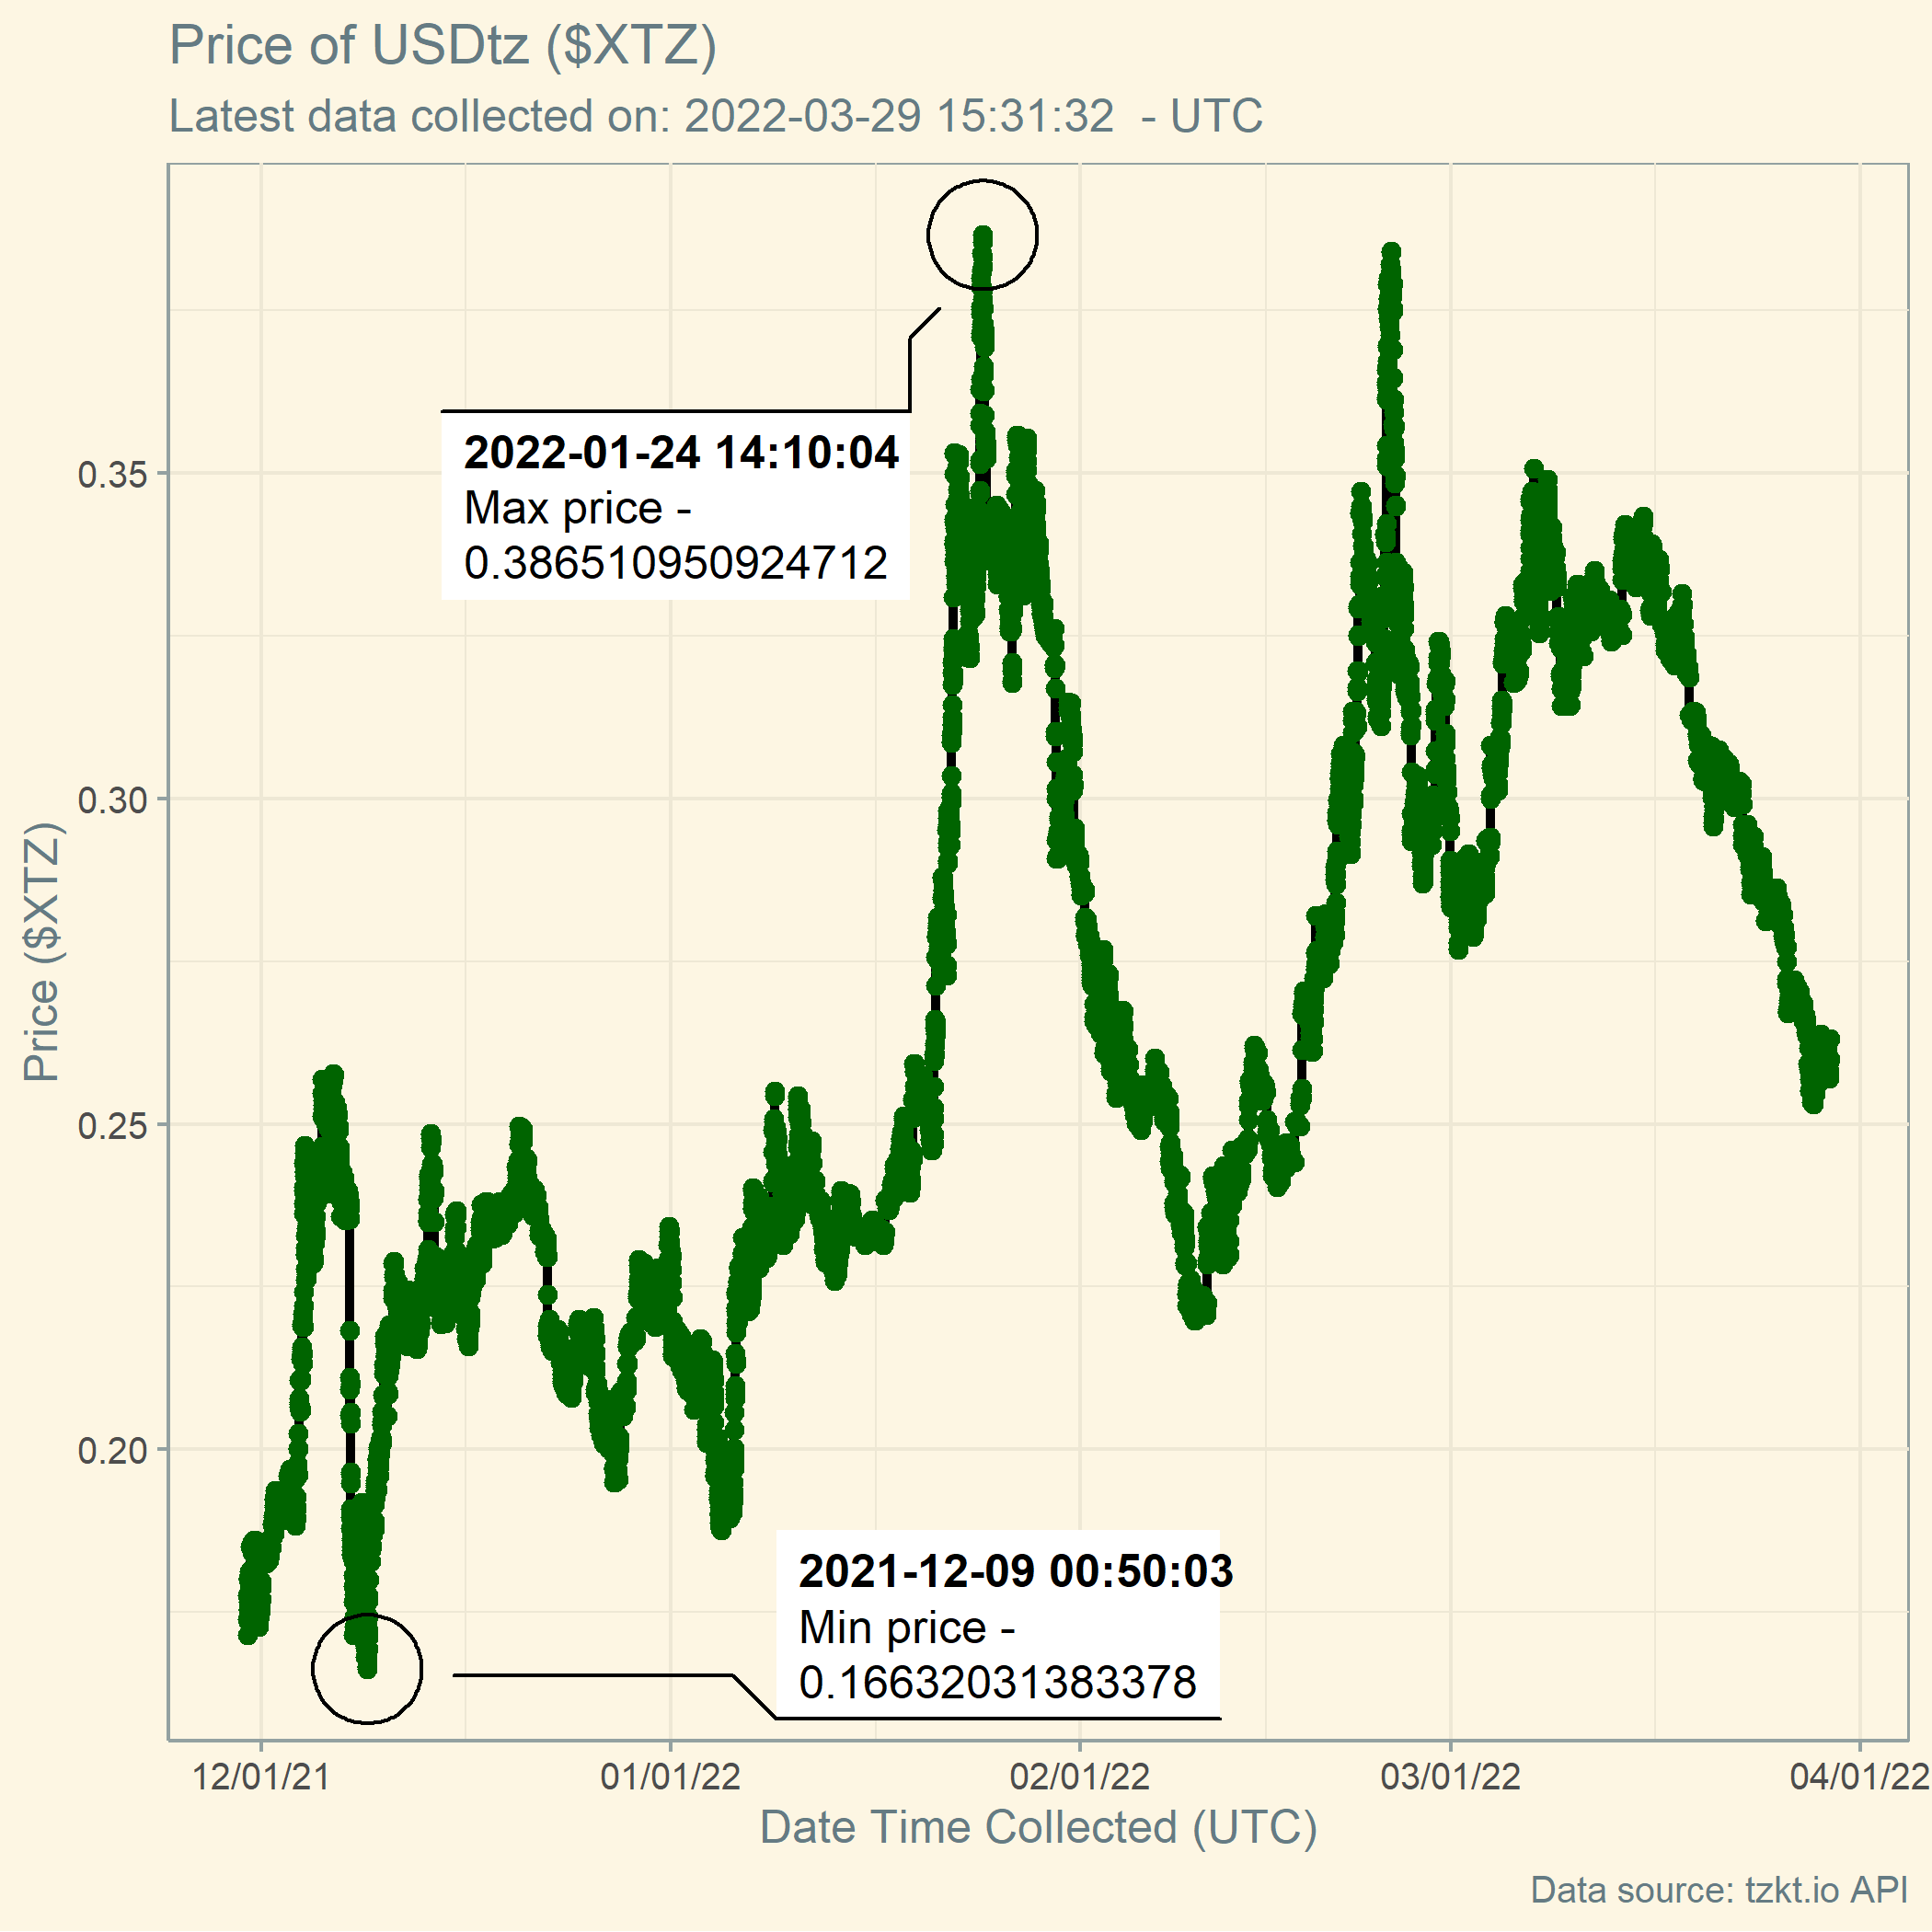 Price of USDtz ($XTZ)
Latest data collected on: 2022-03-29 15:31:32  - UTC
2022-01-24 14:10:04
Max price -
0.386510950924712
0.35
0.30
0.25
0.20
Price ($XTZ)
2021-12-09 00:50:03
Min price -
0.16632031383378
12/01/21
01/01/22
02/01/22
03/01/22
04/01/22
Date Time Collected (UTC)
Data source: tzkt.io API